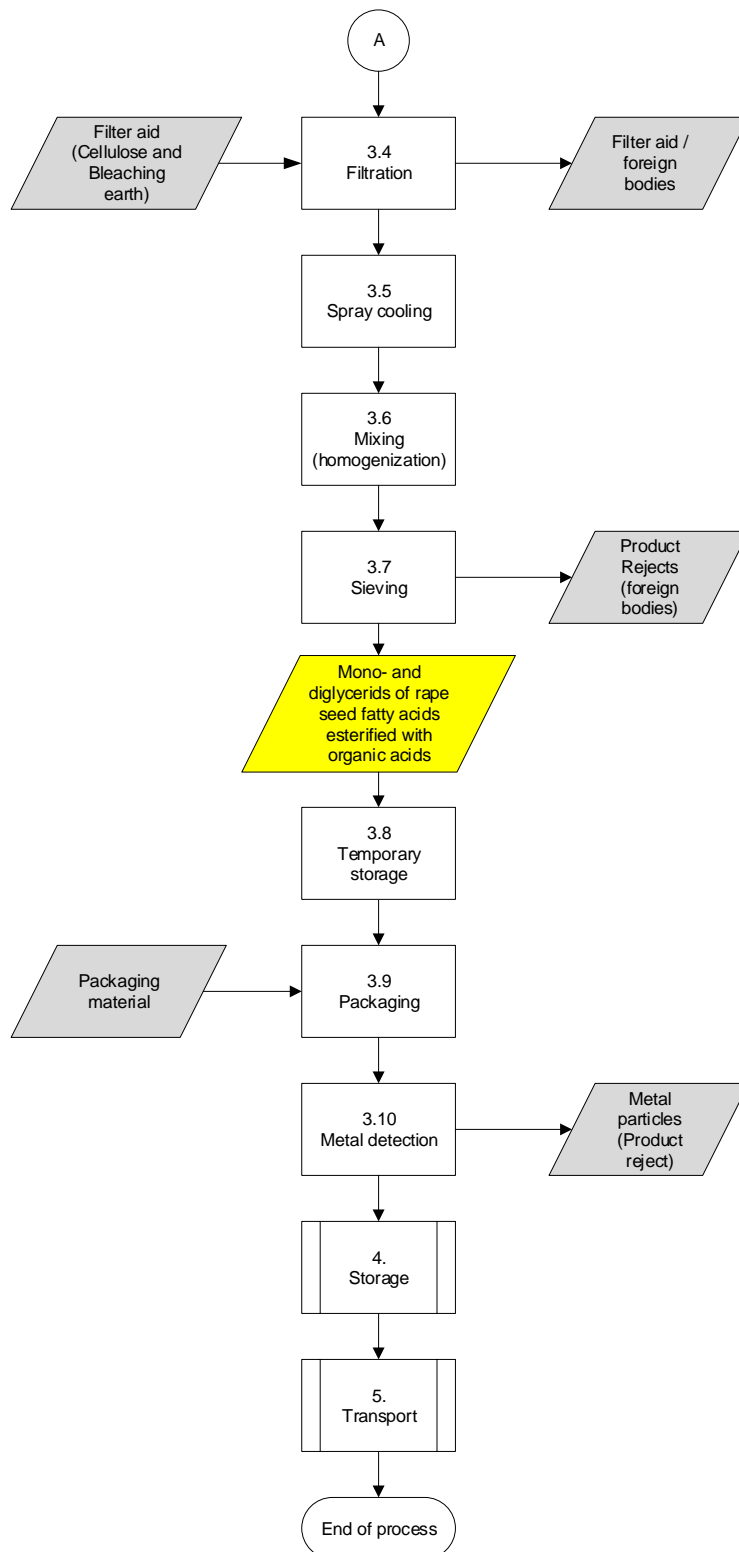 A
Filter aid
(Cellulose and
Bleaching
earth)
3.4
Filtration
Filter aid /
foreign
bodies
3.5
Spray cooling
3.6
Mixing
(homogenization)
3.7
Sieving
Product
Rejects
(foreign
bodies)
Mono- and
diglycerids of rape
seed fatty acids
esterified with
organic acids
3.8
Temporary
storage
Packaging
material
3.9
Packaging
3.10
Metal detection
Metal
particles
(Product
reject)
4.
Storage
5.
Transport
End of process